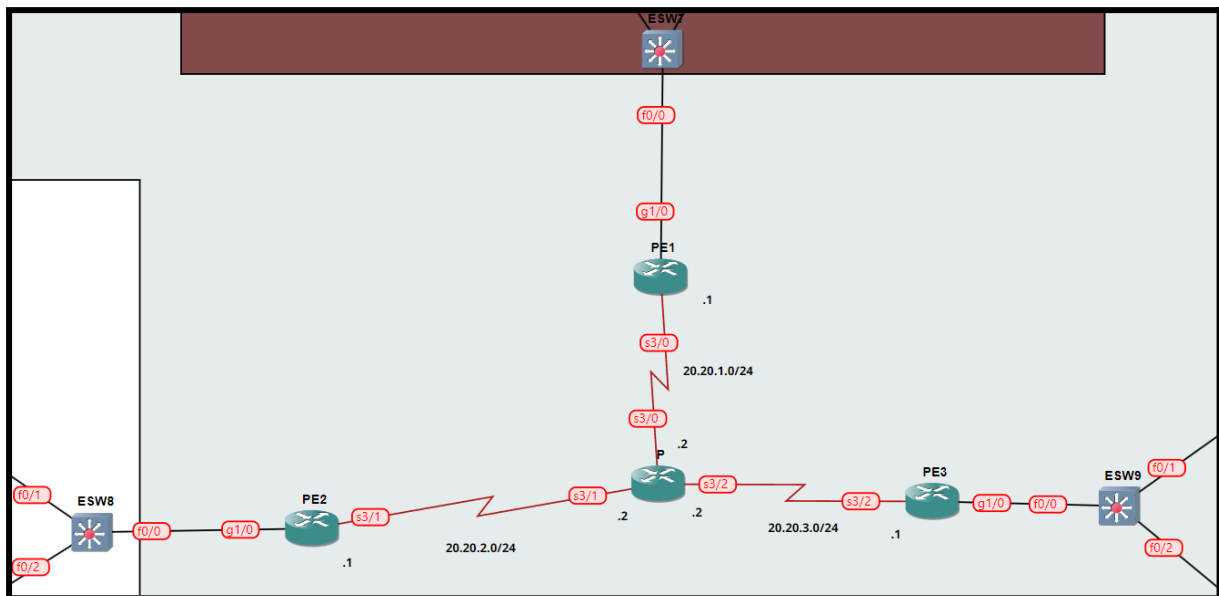 ESW7
f0/0
g1/0
PE1
.1
s3/0
20.20.1.0/24
s3/0
.2
P
s3/2
PE3
s3/2
g1/0
f0/0
ESW9
f0/1
f0/2
.2
20.20.3.0/24
.1
s3/1
.2
20.20.2.0/24
PE2
s3/1
.1
g1/0
f0/0
ESW8
f0/1
f0/2